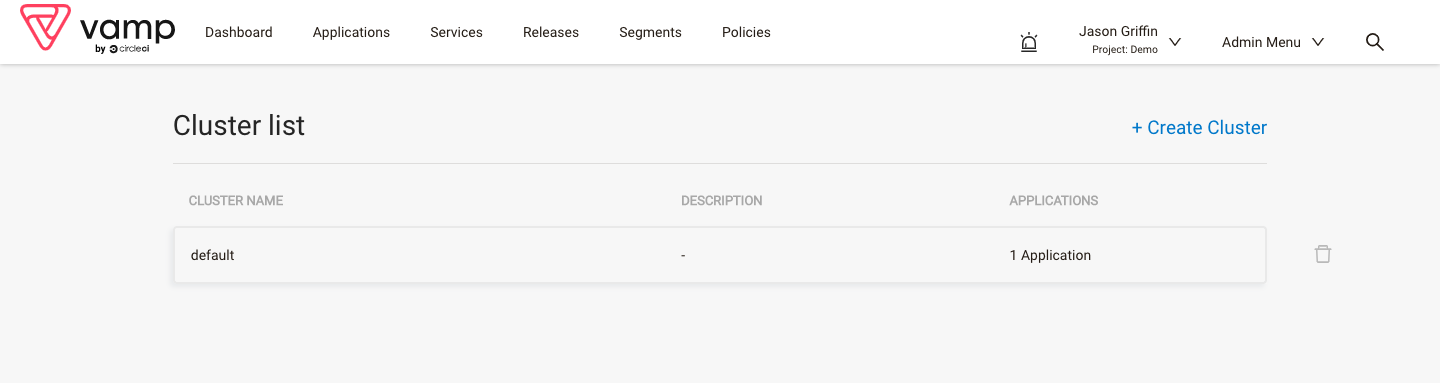 vamp
by circleci
Dashboard Applications Services Releases Segments Policies
Jason Griffin
Project: Demo
Admin Menu
Cluster list
+ Create Cluster
CLUSTER NAME DESCRIPTION APPLICATIONS
default - 1 Application